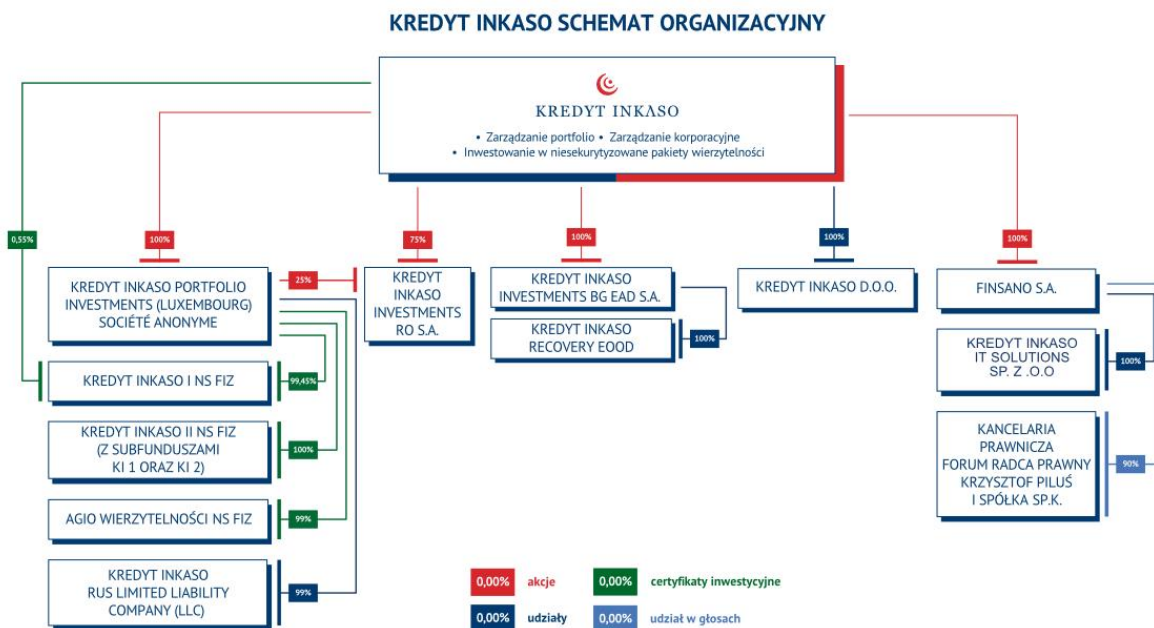 KREDYT INKASO SCHEMAT ORGANIZACYJNY
KREDYT INKASO
• Zarządzanie portfolio • Zarządzanie korporacyjne
• Inwestowanie w niesekurytyzowane pakiety wierzytelności
0,55%
100%
75%
100%
100%
100%
KREDYT INKASO PORTFOLIO
INVESTMENTS (LUXEMBOURG)
SOCIÉTÉ ANONYME
25%
KREDYT
INKASO
INVESTMENTS
RO S.A.
KREDYT INKASO
INVESTMENTS BG EAD S.A.
KREDYT INKASO
RECOVERY EOOD
100%
KREDYT INKASO D.O.O.
FINSANO S.A.
KREDYT INKASO
IT SOLUTIONS
SP. Z .O.O
100%
KANCELARIA
PRAWNICZA
FORUM RADCA PRAWNY
KRZYSZTOF PILUŚ
I SPÓŁKA SP.K.
90%
KREDYT INKASO I NS FIZ
99,45%
KREDYT INKASO II NS FIZ
(Z SUBFUNDUSZAMI
KI 1 ORAZ KI 2)
100%
AGIO WIERZYTELNOŚCI NS FIZ
99%
KREDYT INKASO
RUS LIMITED LIABILITY
COMPANY (LLC)
99%
0,00% akcje
0,00% certyfikaty inwestycyjne
0,00% udziały
0,00% udział w głosach